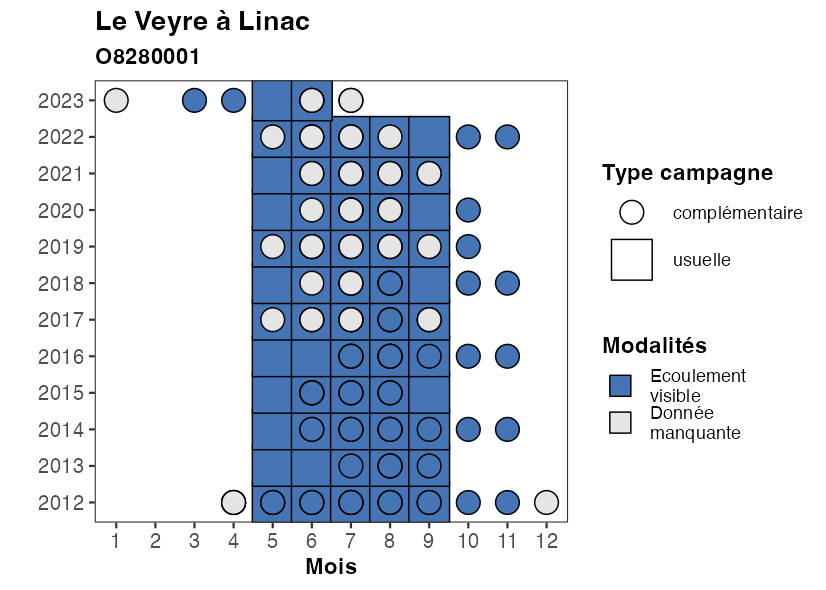 Le Veyre à Linac
O8280001
2023
2022
2021
2020
2019
2018
2017
2016
2015
2014
2013
2012
1 2 3 4 5 6 7 8 9 10 11 12
Mois
Type campagne
complémentaire
usuelle
Modalités
Ecoulement
visible
Donnée
manquante